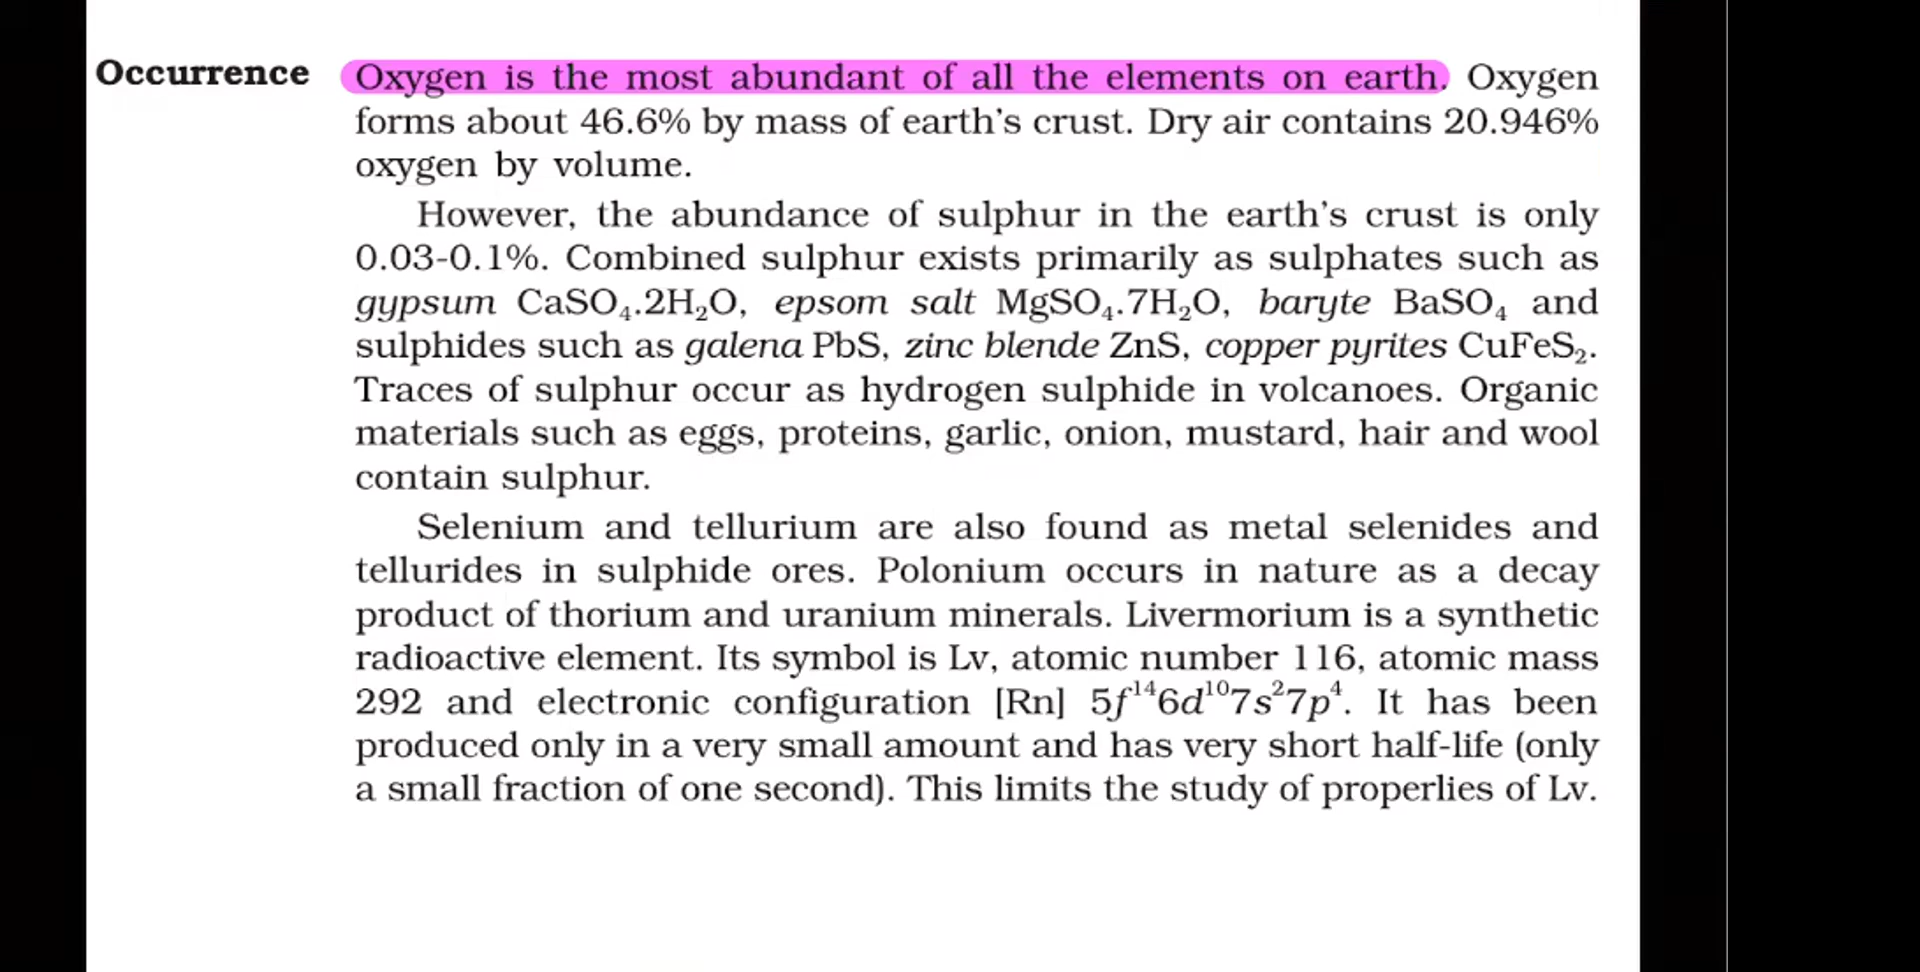 Occurrence
Oxygen is the most abundant of all the elements on earth. Oxygen
forms about 46.6% by mass of earth's crust. Dry air contains 20.946%
oxygen by volume.
However, the abundance of sulphur in the earth's crust is only
0.03-0.1%. Combined sulphur exists primarily as sulphates such as
gypsum CaSO₄.2H₂O, epsom salt MgSO₄.7H₂O, baryte BaSO₄ and
sulphides such as galena PbS, zinc blende ZnS, copper pyrites CuFeS₂.
Traces of sulphur occur as hydrogen sulphide in volcanoes. Organic
materials such as eggs, proteins, garlic, onion, mustard, hair and wool
contain sulphur.
Selenium and tellurium are also found as metal selenides and
tellurides in sulphide ores. Polonium occurs in nature as a decay
product of thorium and uranium minerals. Livermorium is a synthetic
radioactive element. Its symbol is Lv, atomic number 116, atomic mass
292 and electronic configuration [Rn] 5f¹⁴6d¹⁰7s²7p⁴. It has been
produced only in a very small amount and has very short half-life (only
a small fraction of one second). This limits the study of properlies of Lv.